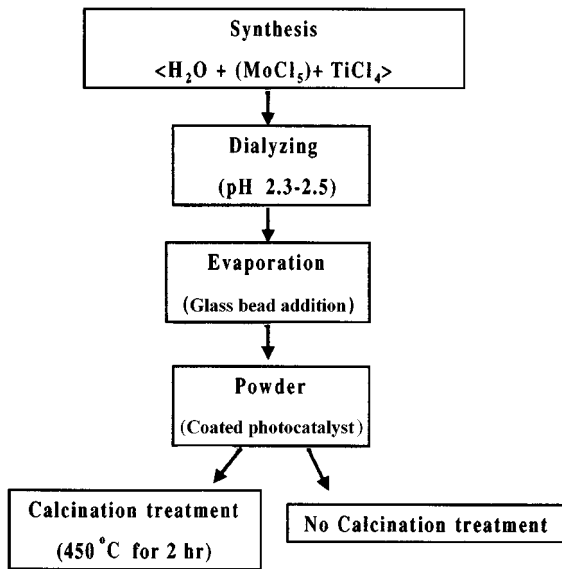 Synthesis
<H₂O + (MoCl₅)+ TiCl₄>
Dialyzing
(pH 2.3-2.5)
Evaporation
(Glass bead addition)
Powder
(Coated photocatalyst)
Calcination treatment
(450°C for 2 hr)
No Calcination treatment